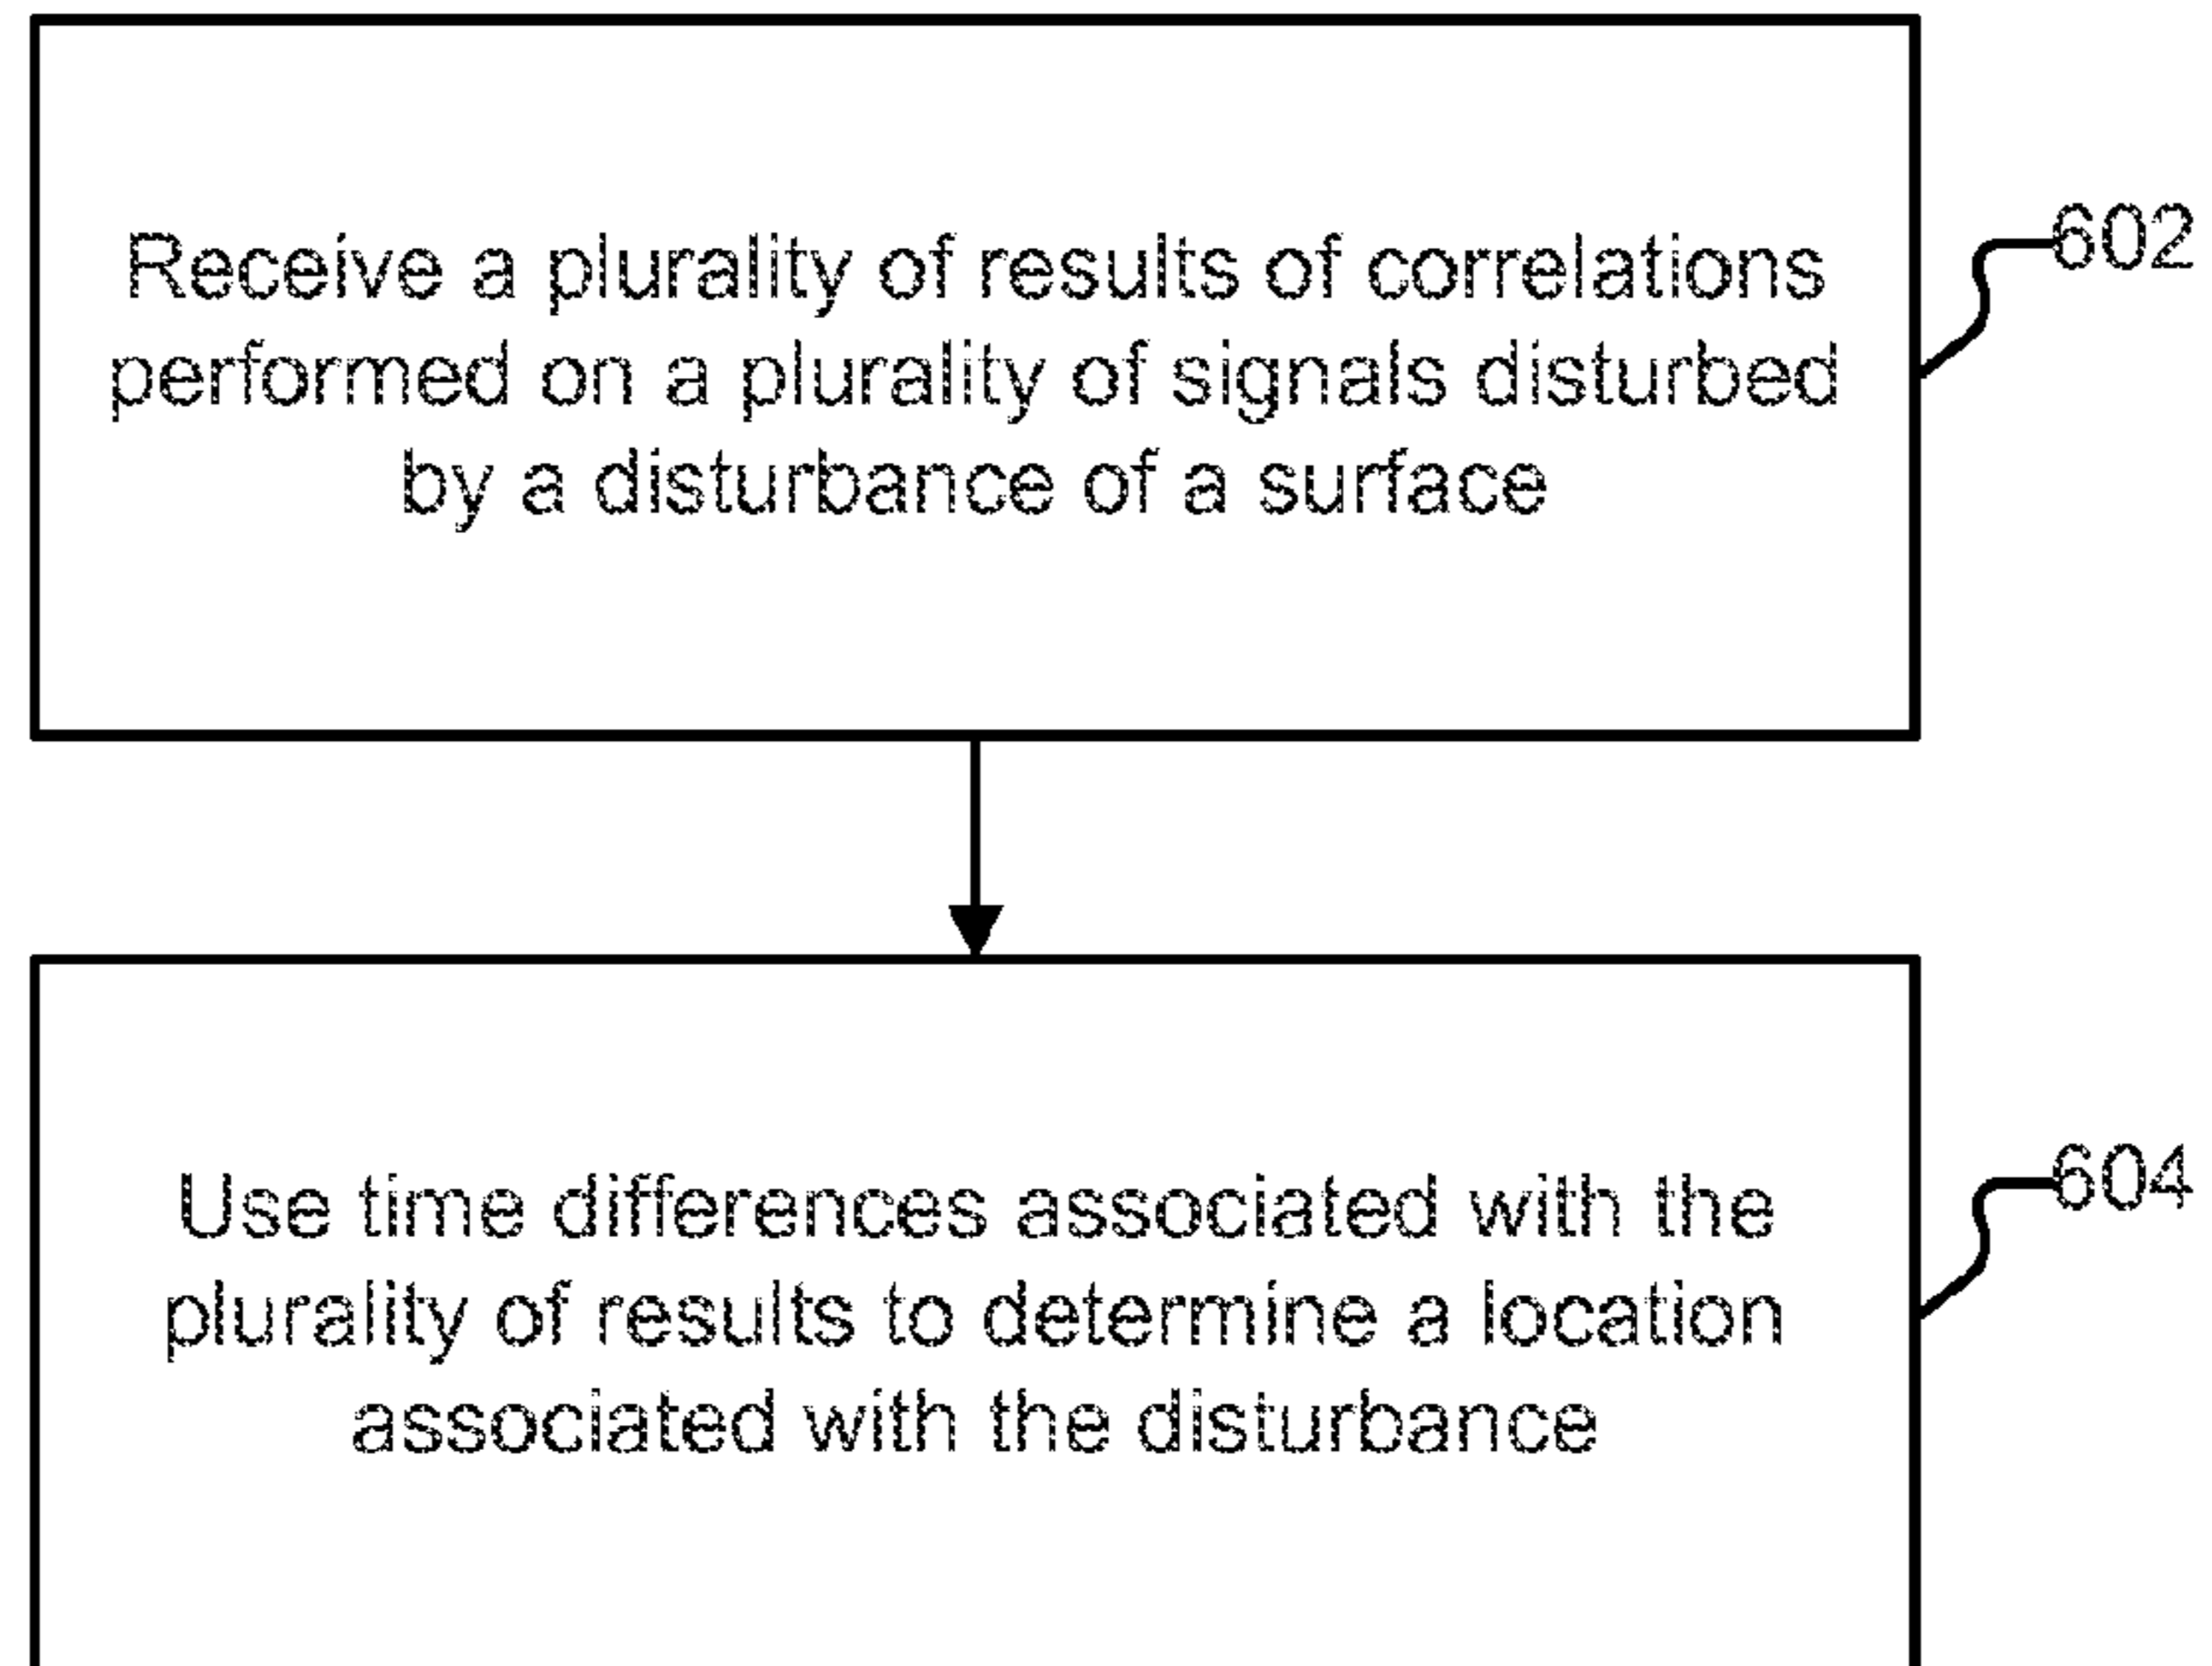 Receive a plurality of results of correlations
performed on a plurality of signals disturbed
by a disturbance of a surface
602
Use time differences associated with the
plurality of results to determine a location
associated with the disturbance
604